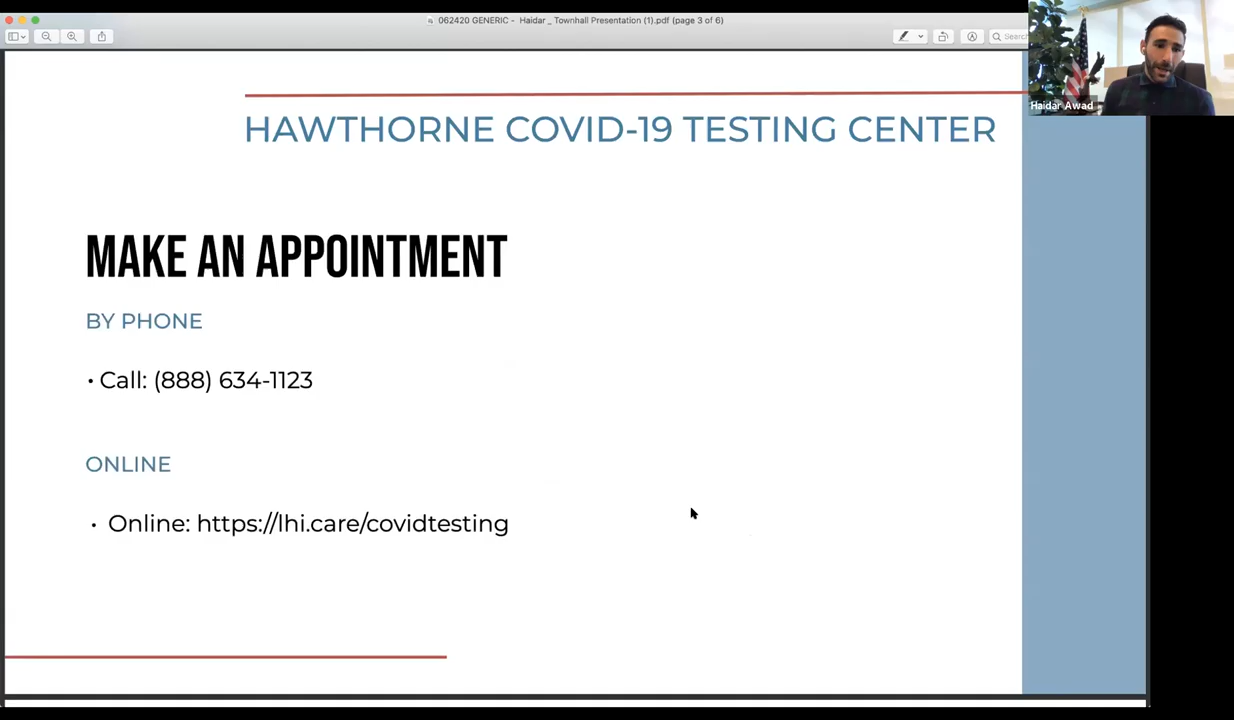 062420 GENERIC - Haidar _ Townhall Presentation (1).pdf (page 3 of 6)
Search
Haidar Awad
HAWTHORNE COVID-19 TESTING CENTER
MAKE AN APPOINTMENT
BY PHONE
• Call: (888) 634-1123
ONLINE
• Online: https://lhi.care/covidtesting